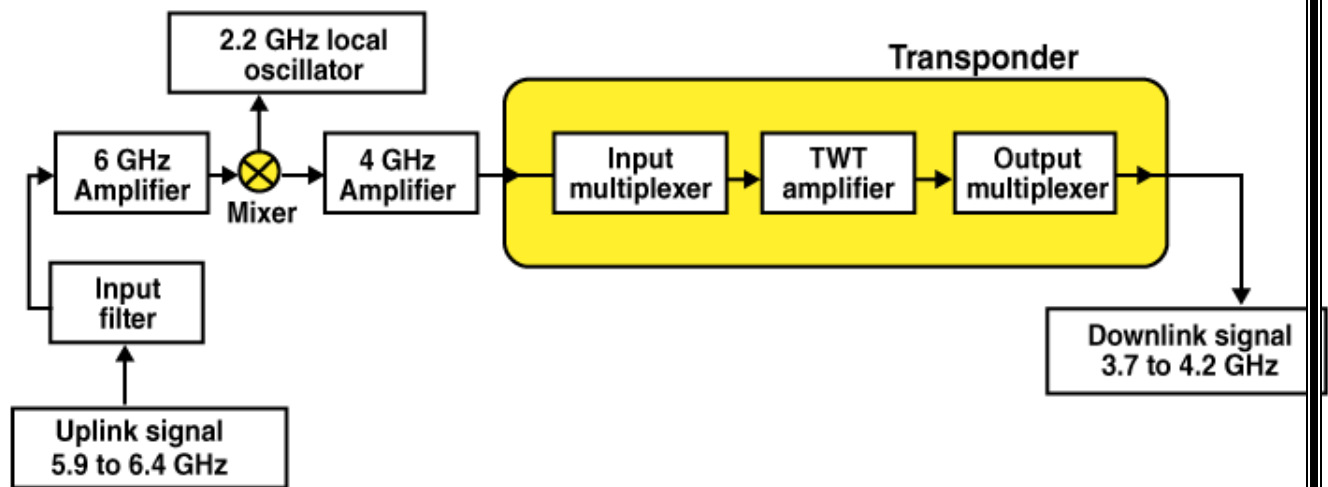 2.2 GHz local
oscillator
Transponder
6 GHz
Amplifier
Mixer
4 GHz
Amplifier
Input
multiplexer
TWT
amplifier
Output
multiplexer
Input
filter
Downlink signal
3.7 to 4.2 GHz
Uplink signal
5.9 to 6.4 GHz